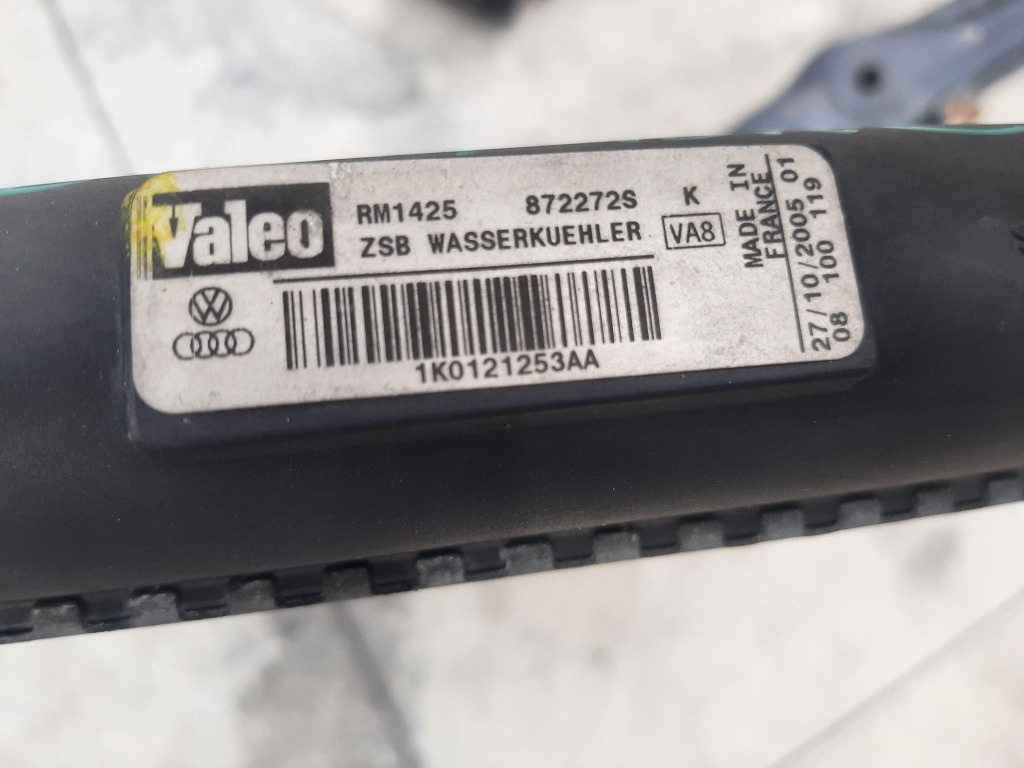 Valeo
RM1425 872272S K
ZSB WASSERKUEHLER VA8
1K0121253AA
MADE IN
FRANCE
27/10/2005 01
08 100 119